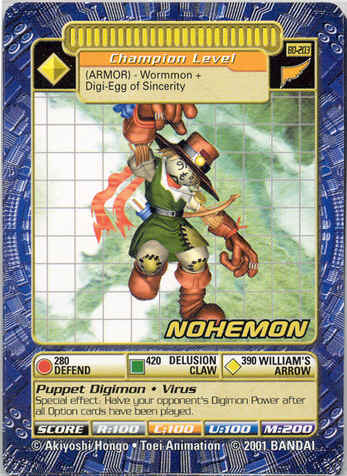 BO-203
Champion Level
(ARMOR) - Wormmon +
Digi-Egg of Sincerity
NOHEMON
280 DEFEND
420 DELUSION CLAW
390 WILLIAM'S ARROW
Puppet Digimon • Virus
Special effect: Halve your opponent's Digimon Power after
all Option cards have been played.
SCORE R:100 C:100 U:100 M:200
© Akiyoshi Hongo • Toei Animation © 2001 BANDAI